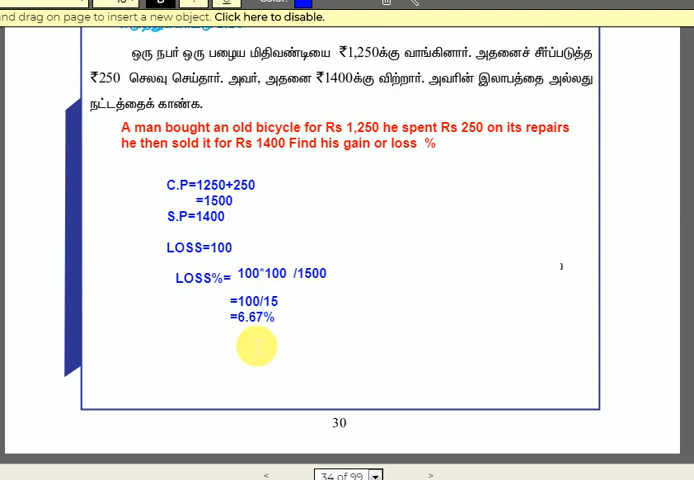 and drag on page to insert a new object. Click here to disable.
ஒரு நபர் ஒரு பழைய மிதிவண்டியை ₹1,250க்கு வாங்கினார். அதனைச் சீர்ப்படுத்த
₹250 செலவு செய்தார். அவர், அதனை ₹1400க்கு விற்றார். அவரின் இலாபத்தை அல்லது
நட்டத்தைக் காண்க.
A man bought an old bicycle for Rs 1,250 he spent Rs 250 on its repairs
he then sold it for Rs 1400 Find his gain or loss %
C.P=1250+250
=1500
S.P=1400
LOSS=100
LOSS%= 100*100 /1500
=100/15
=6.67%
30
< 34 of 99 >